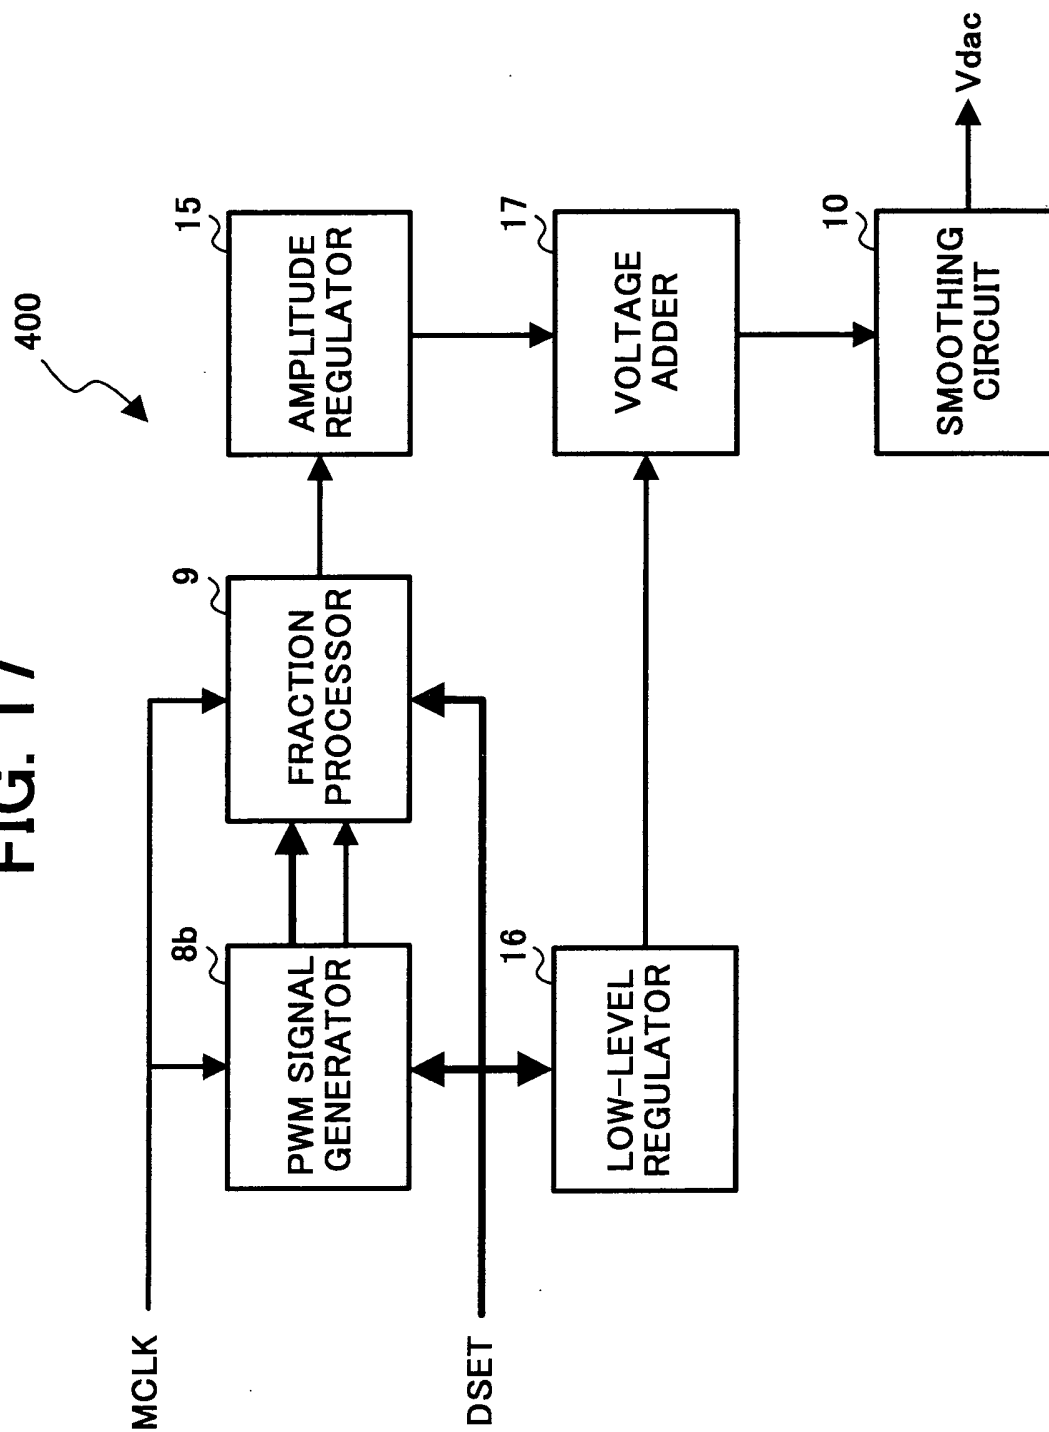 FIG. 17
400
MCLK
8b
PWM SIGNAL
GENERATOR
9
FRACTION
PROCESSOR
15
AMPLITUDE
REGULATOR
DSET
16
LOW-LEVEL
REGULATOR
17
VOLTAGE
ADDER
10
SMOOTHING
CIRCUIT
Vdac